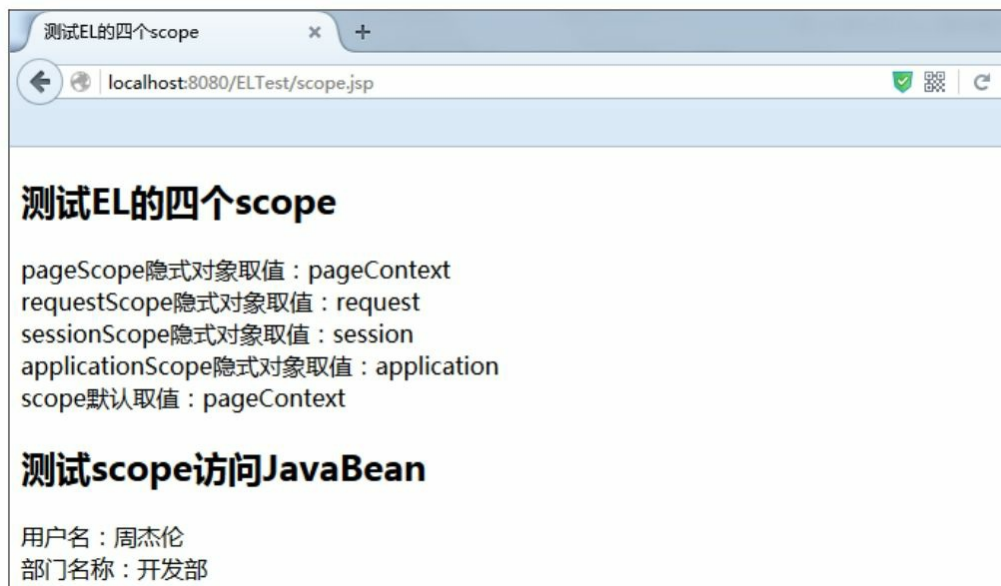 测试EL的四个scope
localhost:8080/ELTest/scope.jsp
测试EL的四个scope
pageScope隐式对象取值：pageContext
requestScope隐式对象取值：request
sessionScope隐式对象取值：session
applicationScope隐式对象取值：application
scope默认取值：pageContext
测试scope访问JavaBean
用户名：周杰伦
部门名称：开发部